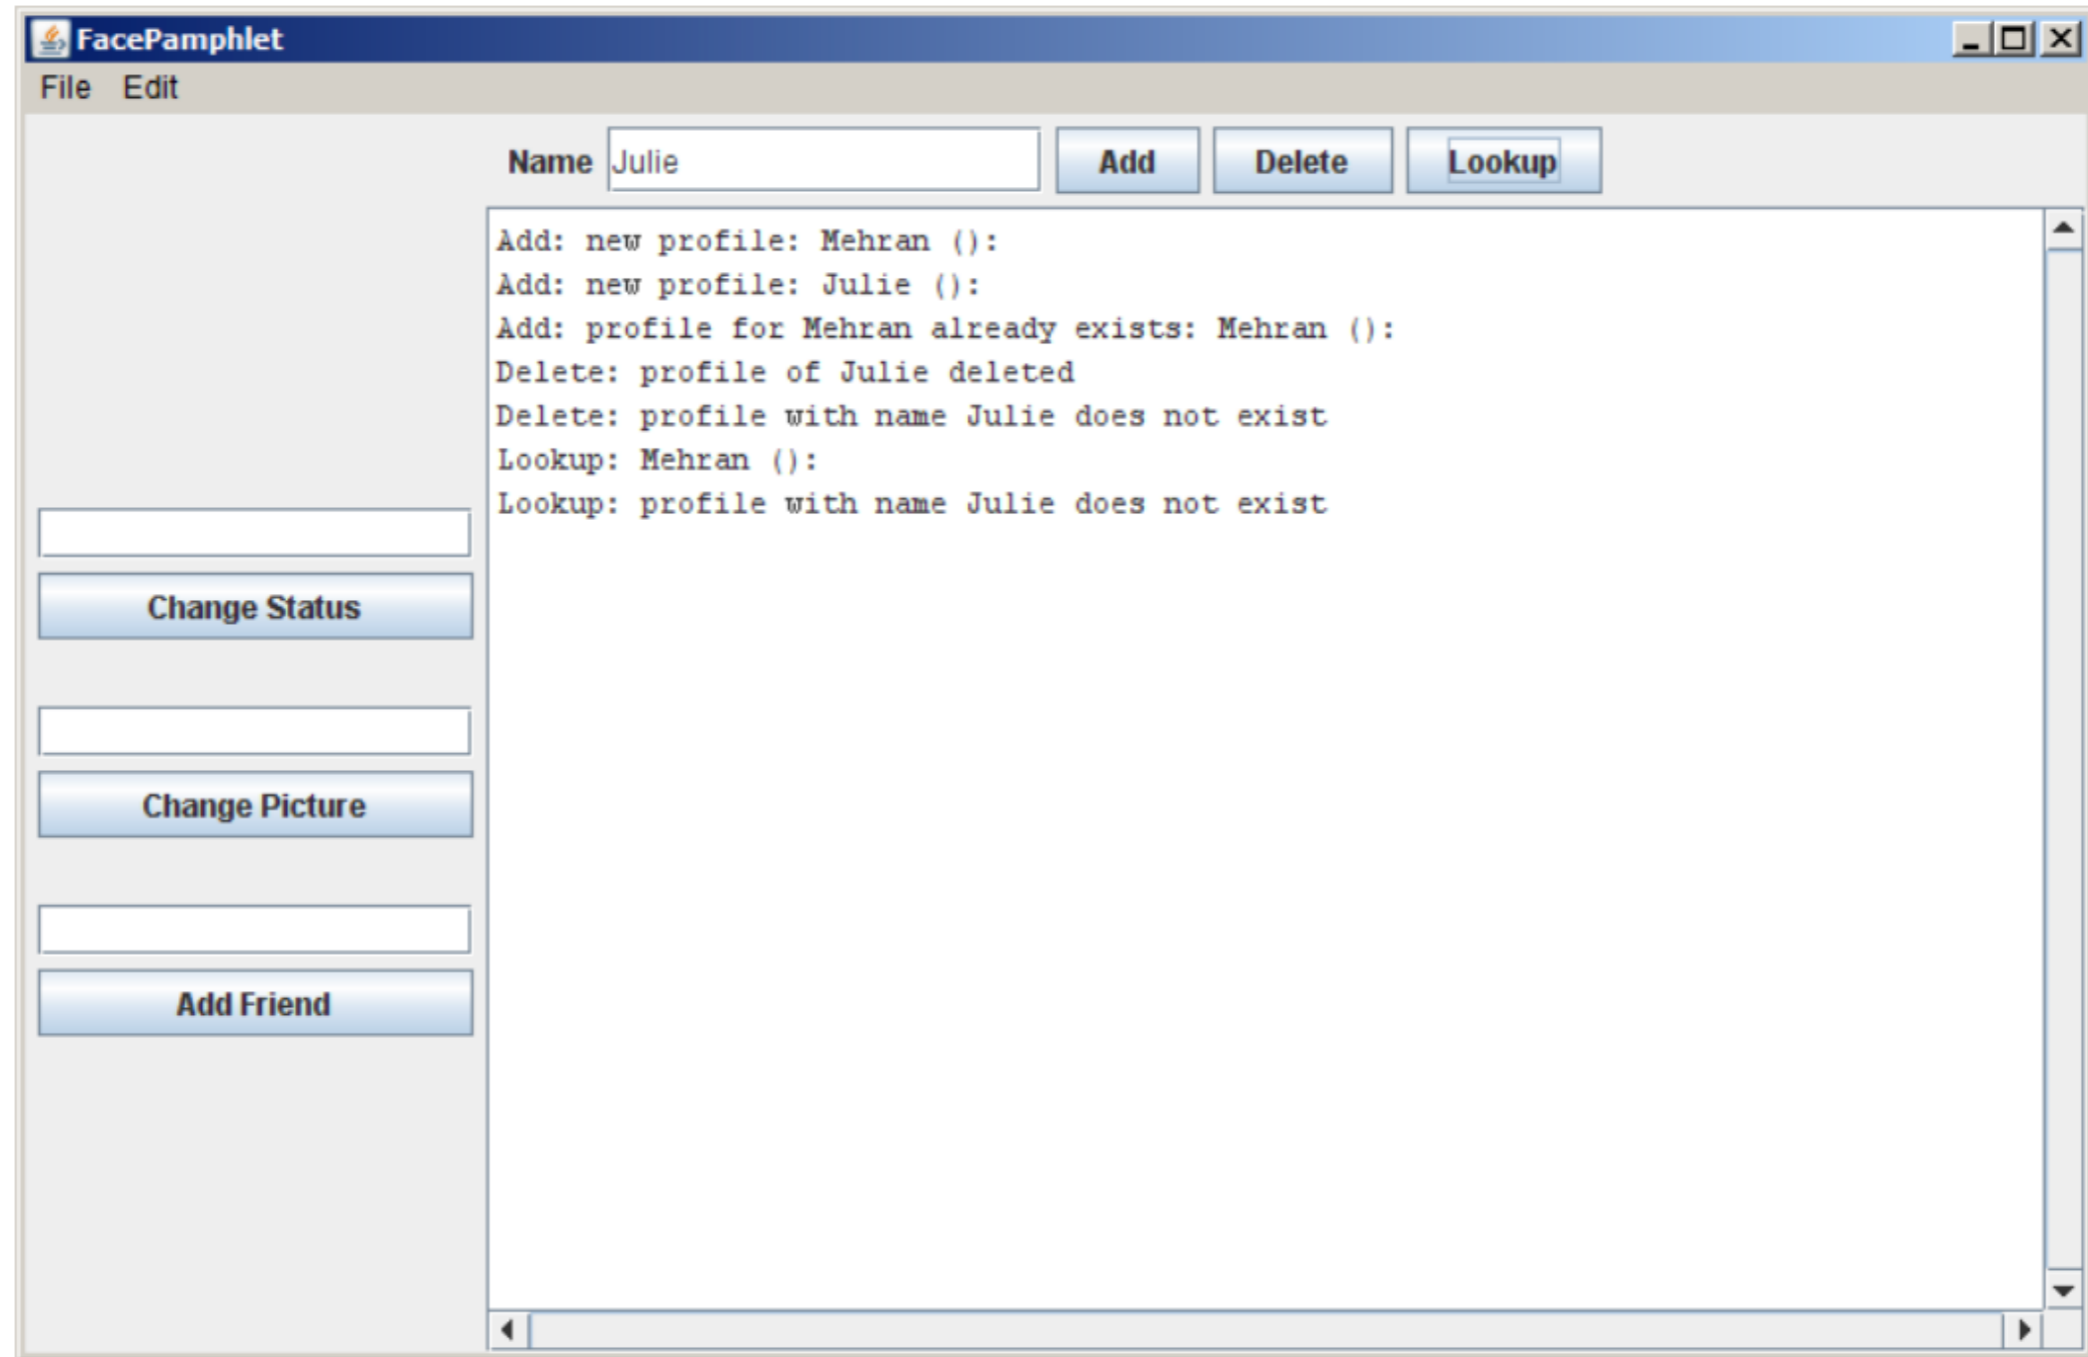 FacePamphlet
File Edit
Name Julie Add Delete Lookup
Add: new profile: Mehran ():
Add: new profile: Julie ():
Add: profile for Mehran already exists: Mehran ():
Delete: profile of Julie deleted
Delete: profile with name Julie does not exist
Lookup: Mehran ():
Lookup: profile with name Julie does not exist
Change Status
Change Picture
Add Friend